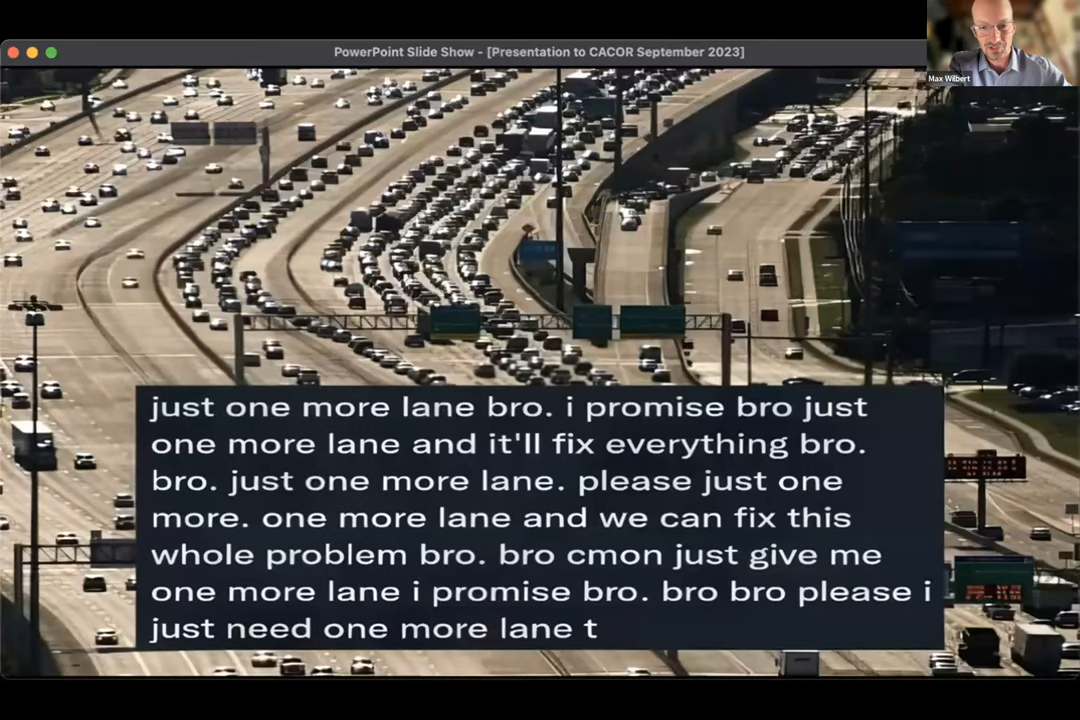 PowerPoint Slide Show - [Presentation to CACOR September 2023]
Max Wilbert
just one more lane bro. i promise bro just
one more lane and it'll fix everything bro.
bro. just one more lane. please just one
more. one more lane and we can fix this
whole problem bro. bro cmon just give me
one more lane i promise bro. bro bro please i
just need one more lane t